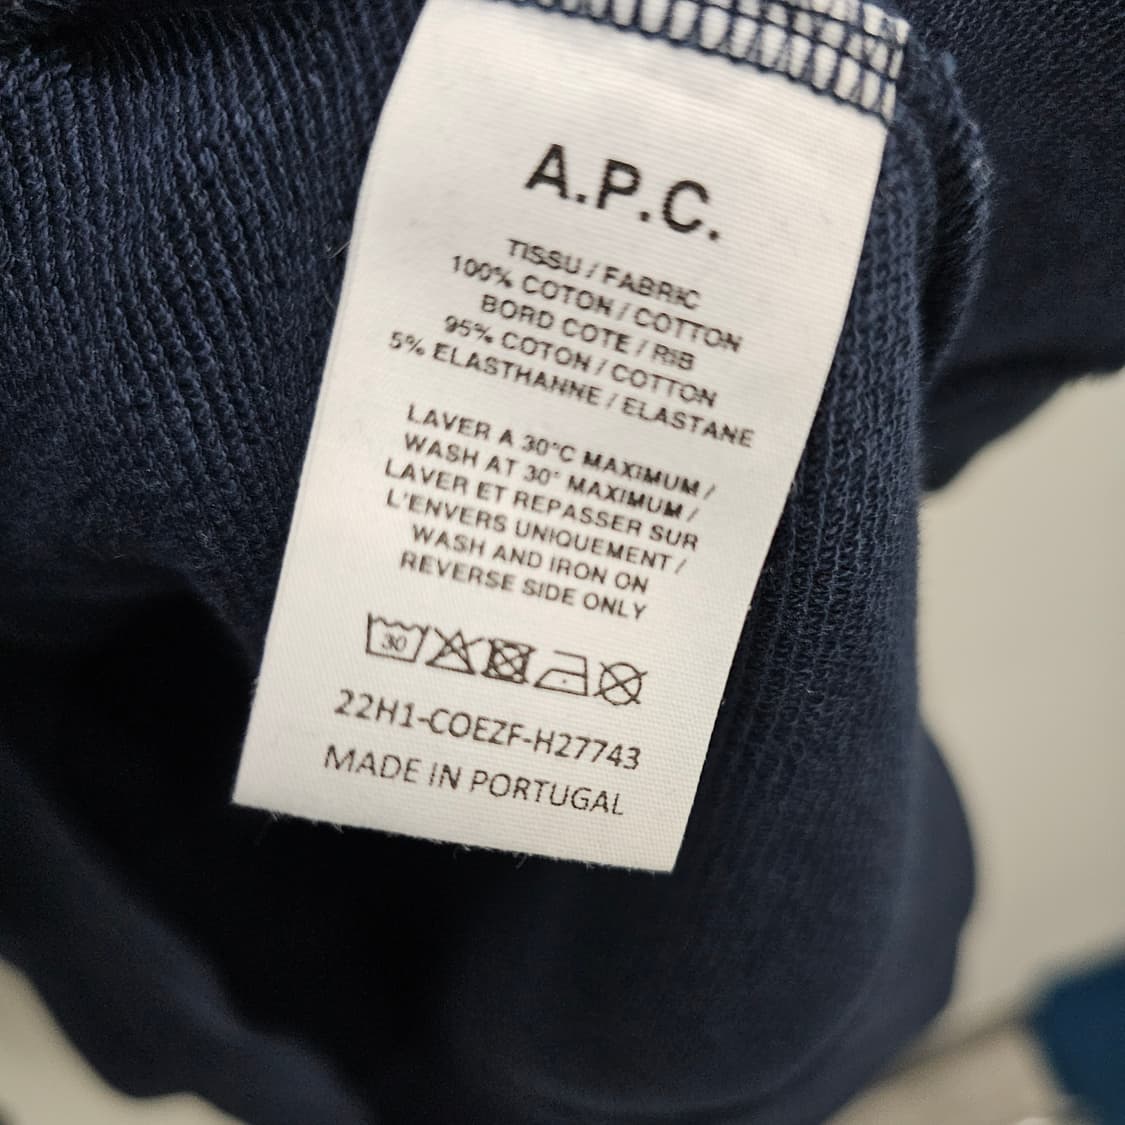 A.P.C.
TISSU / FABRIC
100% COTON / COTTON
BORD COTE / RIB
95% COTON / COTTON
5% ELASTHANNE / ELASTANE
LAVER A 30°C MAXIMUM /
WASH AT 30° MAXIMUM /
LAVER ET REPASSER SUR
L'ENVERS UNIQUEMENT /
WASH AND IRON ON
REVERSE SIDE ONLY
30
22H1-COEZF-H27743
MADE IN PORTUGAL